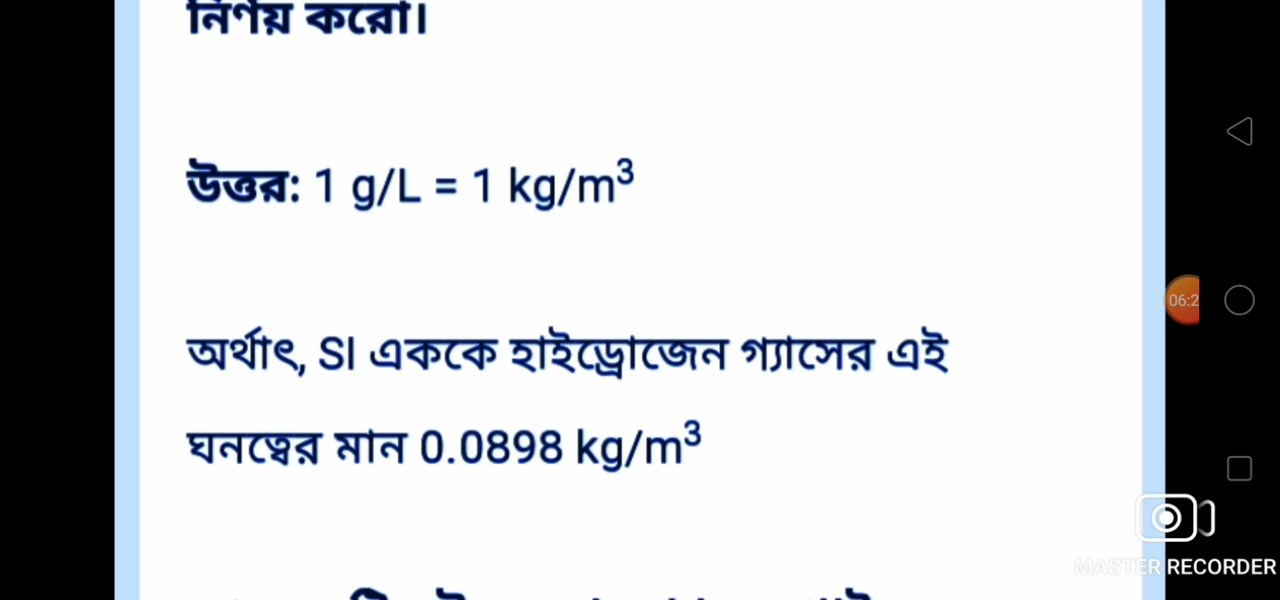 নির্ণয় করো।
উত্তর: 1 g/L = 1 kg/m³
অর্থাৎ, SI এককে হাইড্রোজেন গ্যাসের এই
ঘনত্বের মান 0.0898 kg/m³
06:2
MASTER RECORDER